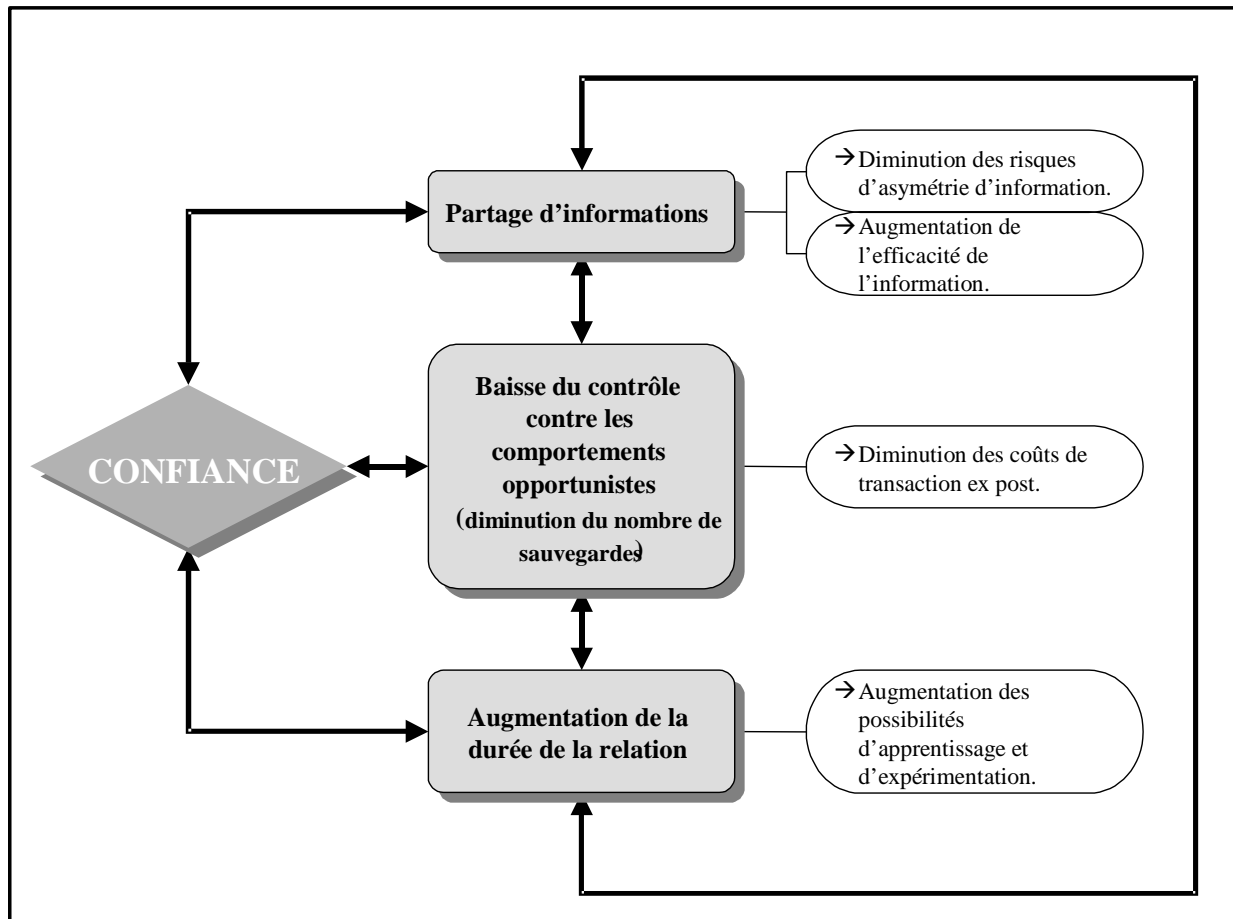 Partage d’informations
→Diminution des risques
d’asymétrie d’information.
→Augmentation de
l’efficacité de
l’information.
CONFIANCE
Baisse du contrôle
contre les
comportements
opportunistes
(diminution du nombre de
sauvegardes)
→Diminution des coûts de
transaction ex post.
Augmentation de la
durée de la relation
→Augmentation des
possibilités
d’apprentissage et
d’expérimentation.